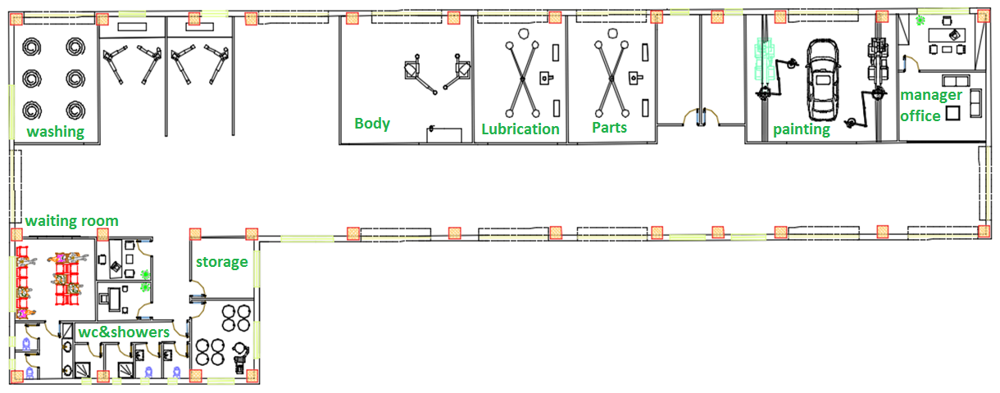 washing
Body
Lubrication
Parts
painting
manager
office
waiting room
storage
wc&showers